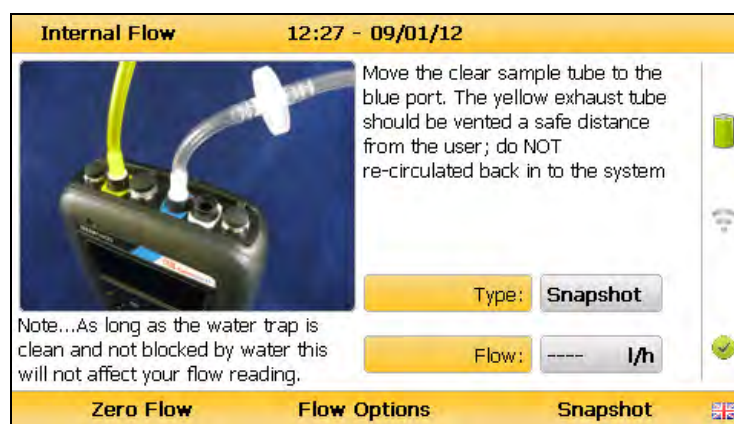 Internal Flow 12:27 - 09/01/12
Move the clear sample tube to the
blue port. The yellow exhaust tube
should be vented a safe distance
from the user; do NOT
re-circulated back in to the system
Type: Snapshot
Note...As long as the water trap is
clean and not blocked by water this
will not affect your flow reading.
Flow: ---- l/h
Zero Flow Flow Options Snapshot